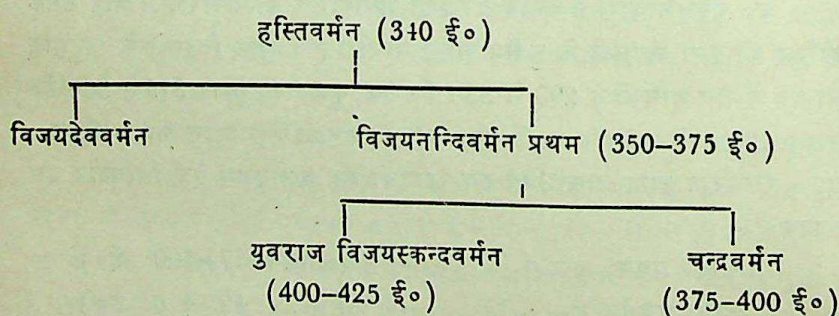 हस्तिवर्मन (340 ई०)
विजयदेववर्मन विजयनन्दिवर्मन प्रथम (350–375 ई०)
युवराज विजयस्कन्दवर्मन चन्द्रवर्मन
(400–425 ई०) (375–400 ई०)